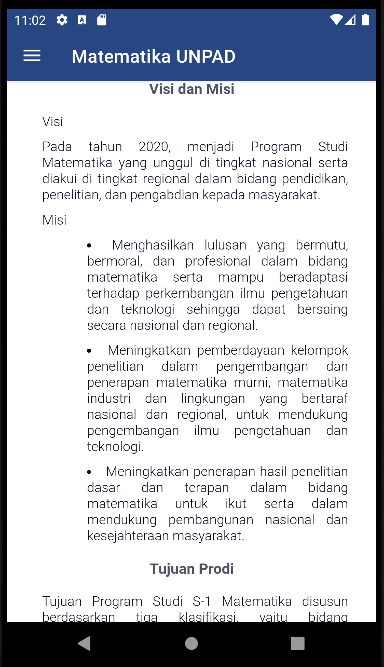 11:02
Matematika UNPAD
Visi dan Misi
Visi
Pada tahun 2020, menjadi Program Studi
Matematika yang unggul di tingkat nasional serta
diakui di tingkat regional dalam bidang pendidikan,
penelitian, dan pengabdian kepada masyarakat.
Misi
• Menghasilkan lulusan yang bermutu,
bermoral, dan profesional dalam bidang
matematika serta mampu beradaptasi
terhadap perkembangan ilmu pengetahuan
dan teknologi sehingga dapat bersaing
secara nasional dan regional.
• Meningkatkan pemberdayaan kelompok
penelitian dalam pengembangan dan
penerapan matematika murni, matematika
industri dan lingkungan yang bertaraf
nasional dan regional, untuk mendukung
pengembangan ilmu pengetahuan dan
teknologi.
• Meningkatkan penerapan hasil penelitian
dasar dan terapan dalam bidang
matematika untuk ikut serta dalam
mendukung pembangunan nasional dan
kesejahteraan masyarakat.
Tujuan Prodi
Tujuan Program Studi S-1 Matematika disusun
berdasarkan tiga klasifikasi, yaitu bidang